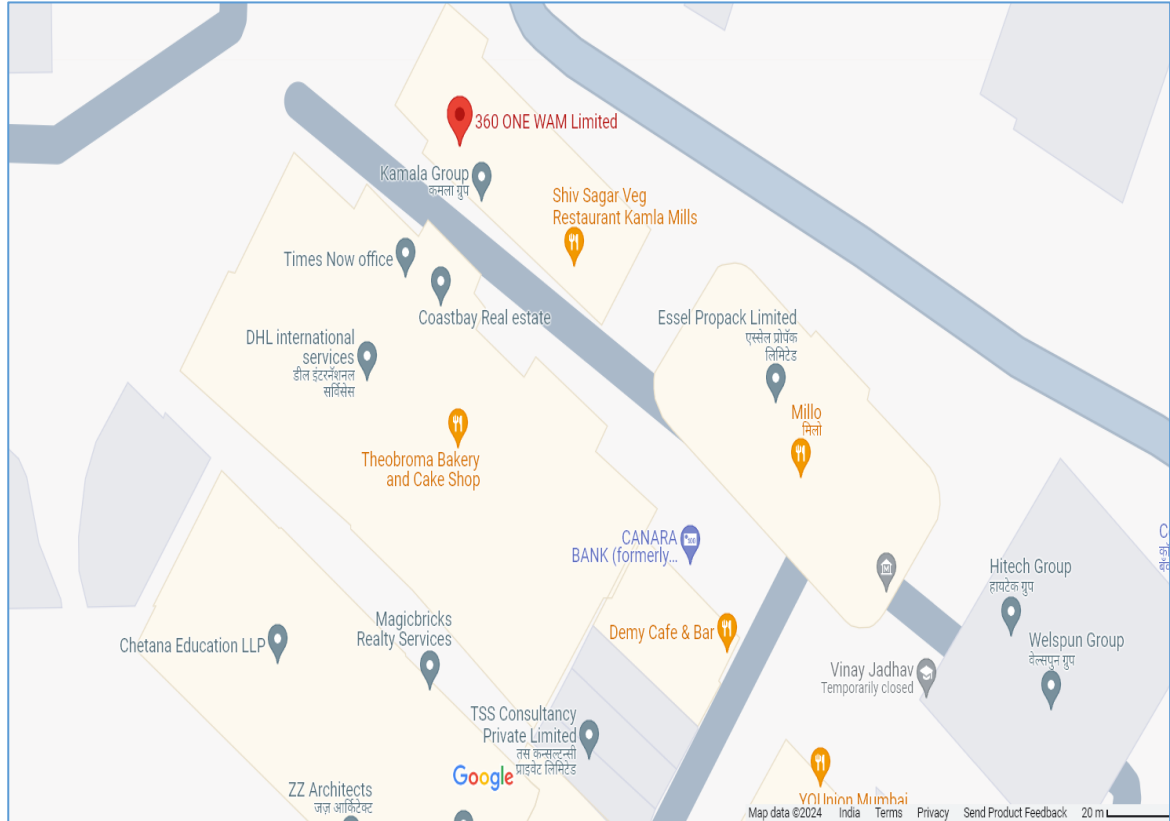 360 ONE WAM Limited
Kamala Group
कमला ग्रुप
Shiv Sagar Veg
Restaurant Kamla Mills
Times Now office
Coastbay Real estate
Essel Propack Limited
एस्सेल प्रोपॅक
लिमिटेड
DHL international
services
डील इंटरनॅशनल
सर्विसेस
Millo
मिलो
Theobroma Bakery
and Cake Shop
CANARA
BANK (formerly...
Hitech Group
हायटेक ग्रुप
Magicbricks
Realty Services
Demy Cafe & Bar
Chetana Education LLP
Welspun Group
वेल्सपुन ग्रुप
Vinay Jadhav
Temporarily closed
TSS Consultancy
Private Limited
तस कन्सल्टन्सी
प्राइवेट लिमिटेड
Google
ZZ Architects
जज़ आर्किटेक्ट
YOUnion Mumbai
Map data ©2024 India Terms Privacy Send Product Feedback 20 m